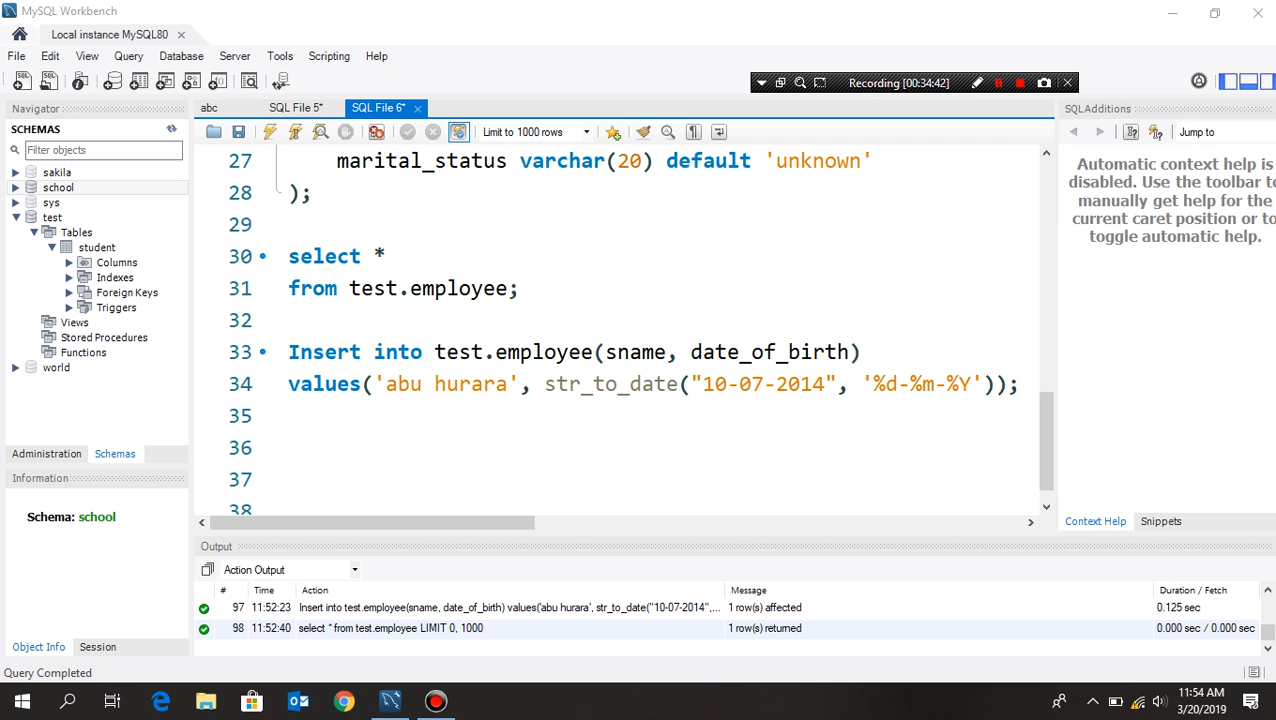 MySQL Workbench
Local instance MySQL80
File Edit View Query Database Server Tools Scripting Help
Recording [00:34:42]
Navigator
SCHEMAS
Filter objects
sakila
school
sys
test
Tables
student
Columns
Indexes
Foreign Keys
Triggers
Views
Stored Procedures
Functions
world
Administration Schemas
Information
Schema: school
Object Info Session
abc SQL File 5* SQL File 6*
Limit to 1000 rows
27 marital_status varchar(20) default 'unknown'
28 );
29
30 select *
31 from test.employee;
32
33 Insert into test.employee(sname, date_of_birth)
34 values('abu hurara', str_to_date("10-07-2014", '%d-%m-%Y'));
35
36
37
38
SQLAdditions
Jump to
Automatic context help is
disabled. Use the toolbar to
manually get help for the
current caret position or to
toggle automatic help.
Context Help Snippets
Output
Action Output
# Time Action Message Duration / Fetch
97 11:52:23 Insert into test.employee(sname, date_of_birth) values('abu hurara', str_to_date("10-07-2014",... 1 row(s) affected 0.125 sec
98 11:52:40 select * from test.employee LIMIT 0, 1000 1 row(s) returned 0.000 sec / 0.000 sec
Query Completed
11:54 AM
3/20/2019